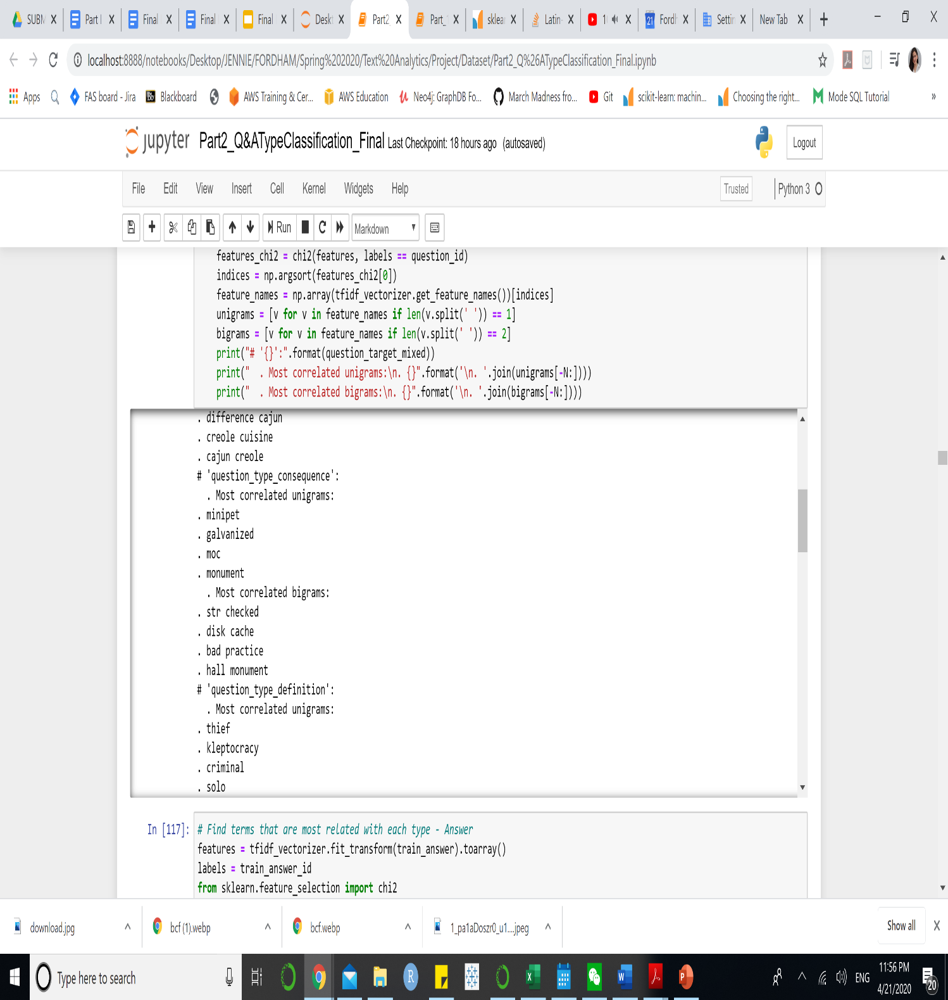 SUBM
Part I
Final
Final
Final
Deskt
Part2_
Part_
sklear
Latin-
1
21
Fordh
Settin
New Tab
localhost:8888/notebooks/Desktop/JENNIE/FORDHAM/Spring%202020/Text%20Analytics/Project/Dataset/Part2_Q%26ATypeClassification_Final.ipynb
Apps
FAS board - Jira
Bb
Blackboard
AWS Training & Cer...
AWS Education
Neo4j: GraphDB Fo...
March Madness fro...
Git
scikit-learn: machin...
Choosing the right...
Mode SQL Tutorial
»
jupyter Part2_Q&ATypeClassification_Final Last Checkpoint: 18 hours ago (autosaved)
Logout
File Edit View Insert Cell Kernel Widgets Help
Trusted
Python 3
Run
Markdown
features_chi2 = chi2(features, labels == question_id)
indices = np.argsort(features_chi2[0])
feature_names = np.array(tfidf_vectorizer.get_feature_names())[indices]
unigrams = [v for v in feature_names if len(v.split(' ')) == 1]
bigrams = [v for v in feature_names if len(v.split(' ')) == 2]
print("# '{}':".format(question_target_mixed))
print("  . Most correlated unigrams:\n. {}".format('\n. '.join(unigrams[-N:])))
print("  . Most correlated bigrams:\n. {}".format('\n. '.join(bigrams[-N:])))
. difference cajun
. creole cuisine
. cajun creole
# 'question_type_consequence':
  . Most correlated unigrams:
. minipet
. galvanized
. moc
. monument
  . Most correlated bigrams:
. str checked
. disk cache
. bad practice
. hall monument
# 'question_type_definition':
  . Most correlated unigrams:
. thief
. kleptocracy
. criminal
. solo
In [117]: # Find terms that are most related with each type - Answer
features = tfidf_vectorizer.fit_transform(train_answer).toarray()
labels = train_answer_id
from sklearn.feature_selection import chi2
download.jpg
bcf (1).webp
bcf.webp
1_pa1aDoszr0_u1....jpeg
Show all
Type here to search
R
X
W
P
ENG
11:56 PM
4/21/2020
20